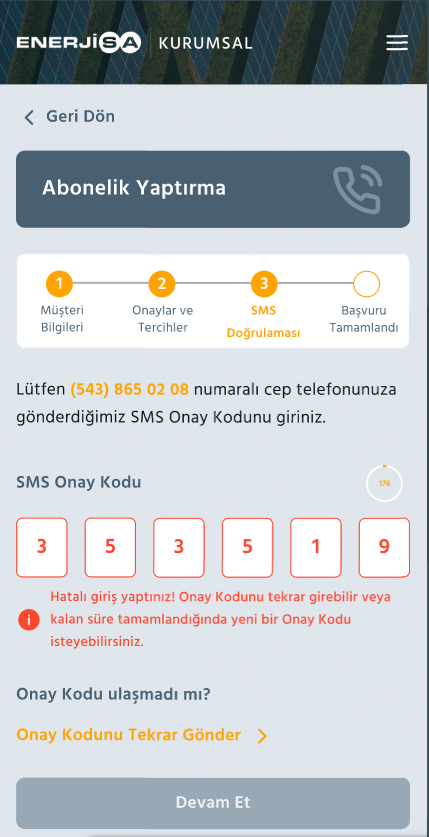 ENERJİSA KURUMSAL
Geri Dön
Abonelik Yaptırma
1 2 3
Müşteri Bilgileri
Onaylar ve Tercihler
SMS Doğrulaması
Başvuru Tamamlandı
Lütfen (543) 865 02 08 numaralı cep telefonunuza
gönderdiğimiz SMS Onay Kodunu giriniz.
SMS Onay Kodu 176
3 5 3 5 1 9
Hatalı giriş yaptınız! Onay Kodunu tekrar girebilir veya
kalan süre tamamlandığında yeni bir Onay Kodu
isteyebilirsiniz.
Onay Kodu ulaşmadı mı?
Onay Kodunu Tekrar Gönder
Devam Et